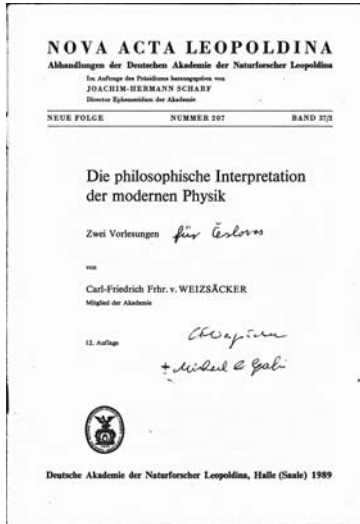 NOVA ACTA LEOPOLDINA
Abhandlungen der Deutschen Akademie der Naturforscher Leopoldina
Im Auftrage des Präsidiums herausgegeben von
JOACHIM-HERMANN SCHARF
Director Ephemeridum der Akademie
NEUE FOLGE NUMMER 207 BAND 37/2
Die philosophische Interpretation
der modernen Physik
Zwei Vorlesungen für Česlovas
von
Carl-Friedrich Frhr. v. WEIZSÄCKER
Mitglied der Akademie
12. Auflage
+ Michael &
Deutsche Akademie der Naturforscher Leopoldina, Halle (Saale) 1989